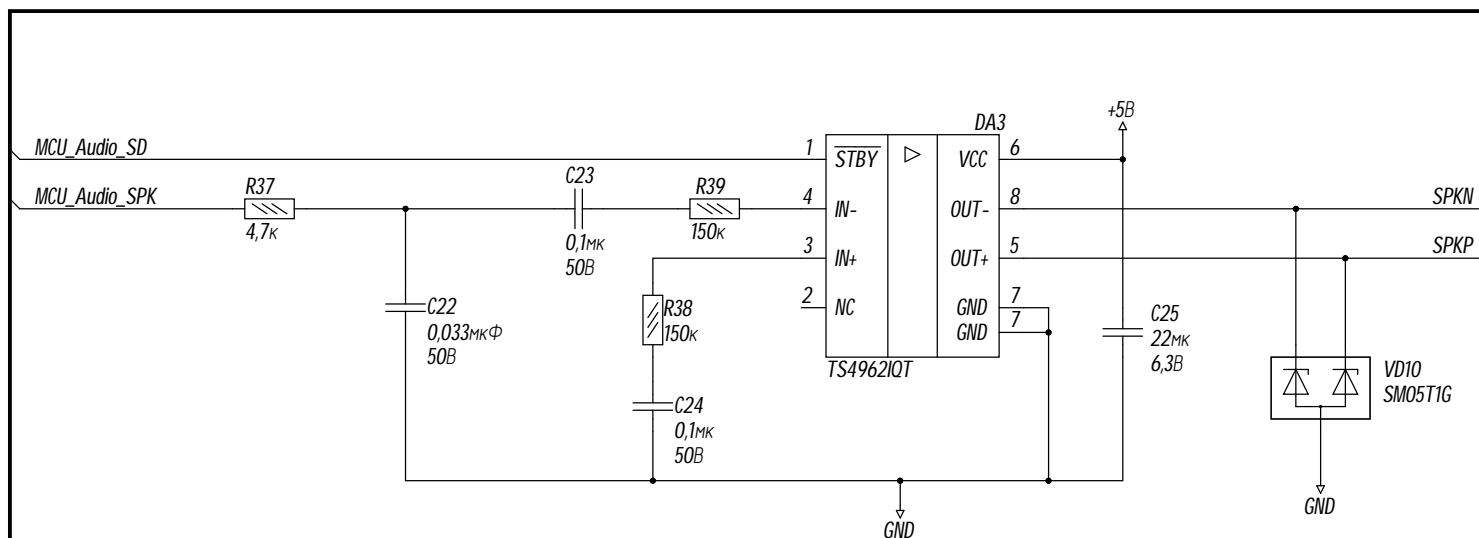 +5В
DA3
MCU_Audio_SD
1
STBY
VCC
6
MCU_Audio_SPK
R37
4,7к
C23
0,1мк
50В
R39
150к
4
IN-
OUT-
8
SPKN
3
IN+
OUT+
5
SPKP
C22
0,033мкФ
50В
R38
150к
2
NC
GND
7
GND
7
TS4962IQT
C25
22мк
6,3В
VD10
SM05T1G
C24
0,1мк
50В
GND
GND